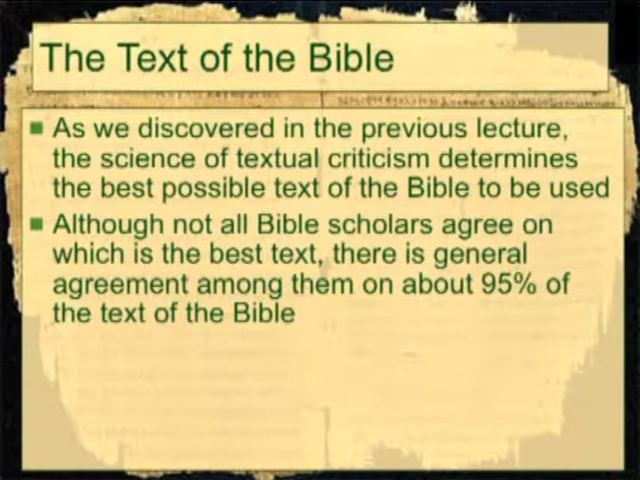 The Text of the Bible
As we discovered in the previous lecture,
the science of textual criticism determines
the best possible text of the Bible to be used
Although not all Bible scholars agree on
which is the best text, there is general
agreement among them on about 95% of
the text of the Bible